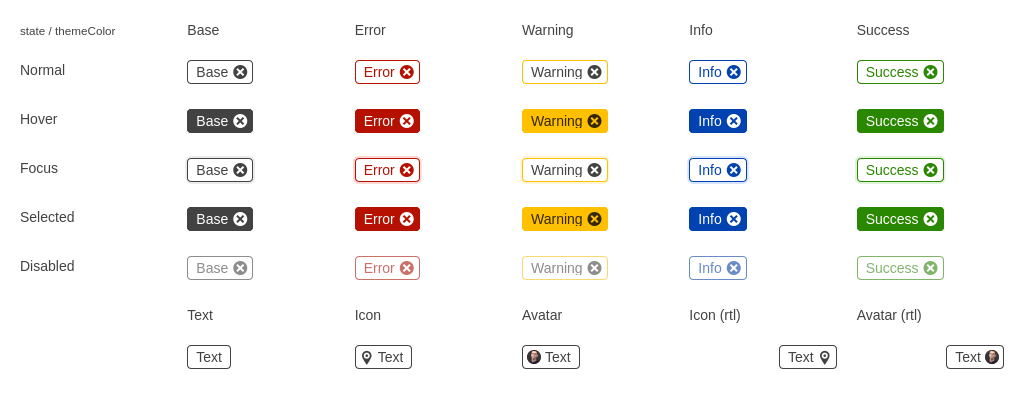 state / themeColor Base Error Warning Info Success
Normal Base Error Warning Info Success
Hover Base Error Warning Info Success
Focus Base Error Warning Info Success
Selected Base Error Warning Info Success
Disabled Base Error Warning Info Success
Text Icon Avatar Icon (rtl) Avatar (rtl)
Text Text Text Text Text